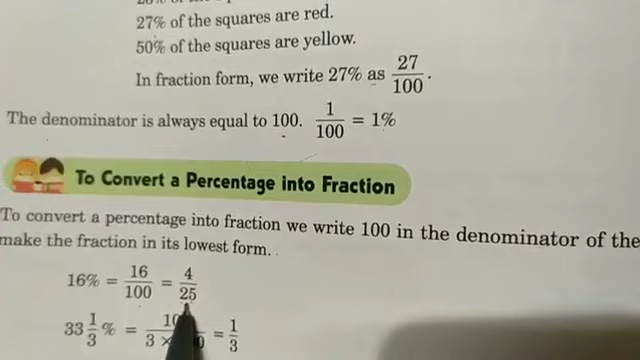 27% of the squares are red.
50% of the squares are yellow.
In fraction form, we write 27% as 27/100.
The denominator is always equal to 100. 1/100 = 1%
To Convert a Percentage into Fraction
To convert a percentage into fraction we write 100 in the denominator of the
make the fraction in its lowest form.
16% = 16/100 = 4/25
33 1/3 % = = 1/3